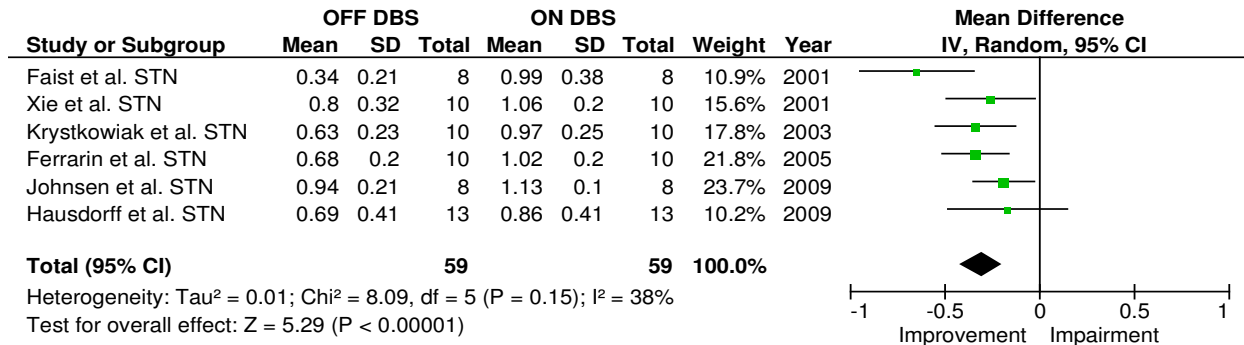 OFF DBS ON DBS Mean Difference
Study or Subgroup Mean SD Total Mean SD Total Weight Year IV, Random, 95% CI
Faist et al. STN 0.34 0.21 8 0.99 0.38 8 10.9% 2001
Xie et al. STN 0.8 0.32 10 1.06 0.2 10 15.6% 2001
Krystkowiak et al. STN 0.63 0.23 10 0.97 0.25 10 17.8% 2003
Ferrarin et al. STN 0.68 0.2 10 1.02 0.2 10 21.8% 2005
Johnsen et al. STN 0.94 0.21 8 1.13 0.1 8 23.7% 2009
Hausdorff et al. STN 0.69 0.41 13 0.86 0.41 13 10.2% 2009
Total (95% CI) 59 59 100.0%
Heterogeneity: Tau² = 0.01; Chi² = 8.09, df = 5 (P = 0.15); I² = 38%
Test for overall effect: Z = 5.29 (P < 0.00001)
-1 -0.5 0 0.5 1
Improvement Impairment